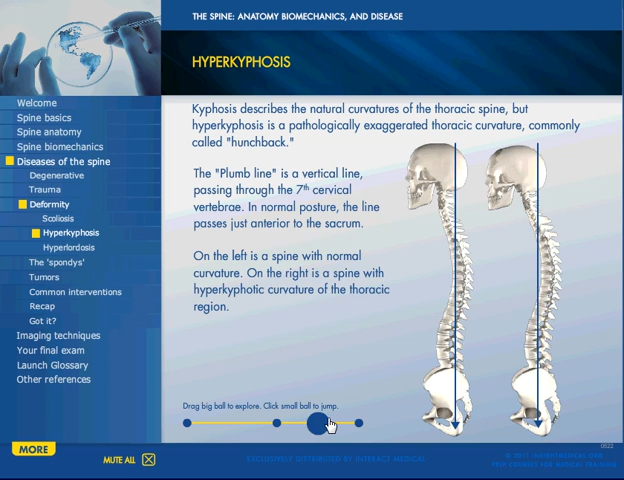 THE SPINE: ANATOMY BIOMECHANICS, AND DISEASE
HYPERKYPHOSIS
Welcome
Spine basics
Spine anatomy
Spine biomechanics
Diseases of the spine
Degenerative
Trauma
Deformity
Scoliosis
Hyperkyphosis
Hyperlordosis
The 'spondys'
Tumors
Common interventions
Recap
Got it?
Imaging techniques
Your final exam
Launch Glossary
Other references
Kyphosis describes the natural curvatures of the thoracic spine, but
hyperkyphosis is a pathologically exaggerated thoracic curvature, commonly
called "hunchback."
The "Plumb line" is a vertical line,
passing through the 7th cervical
vertebrae. In normal posture, the line
passes just anterior to the sacrum.
On the left is a spine with normal
curvature. On the right is a spine with
hyperkyphotic curvature of the thoracic
region.
Drag big ball to explore. Click small ball to jump.
MORE
MUTE ALL
EXCLUSIVELY DISTRIBUTED BY INTERACT MEDICAL
0522